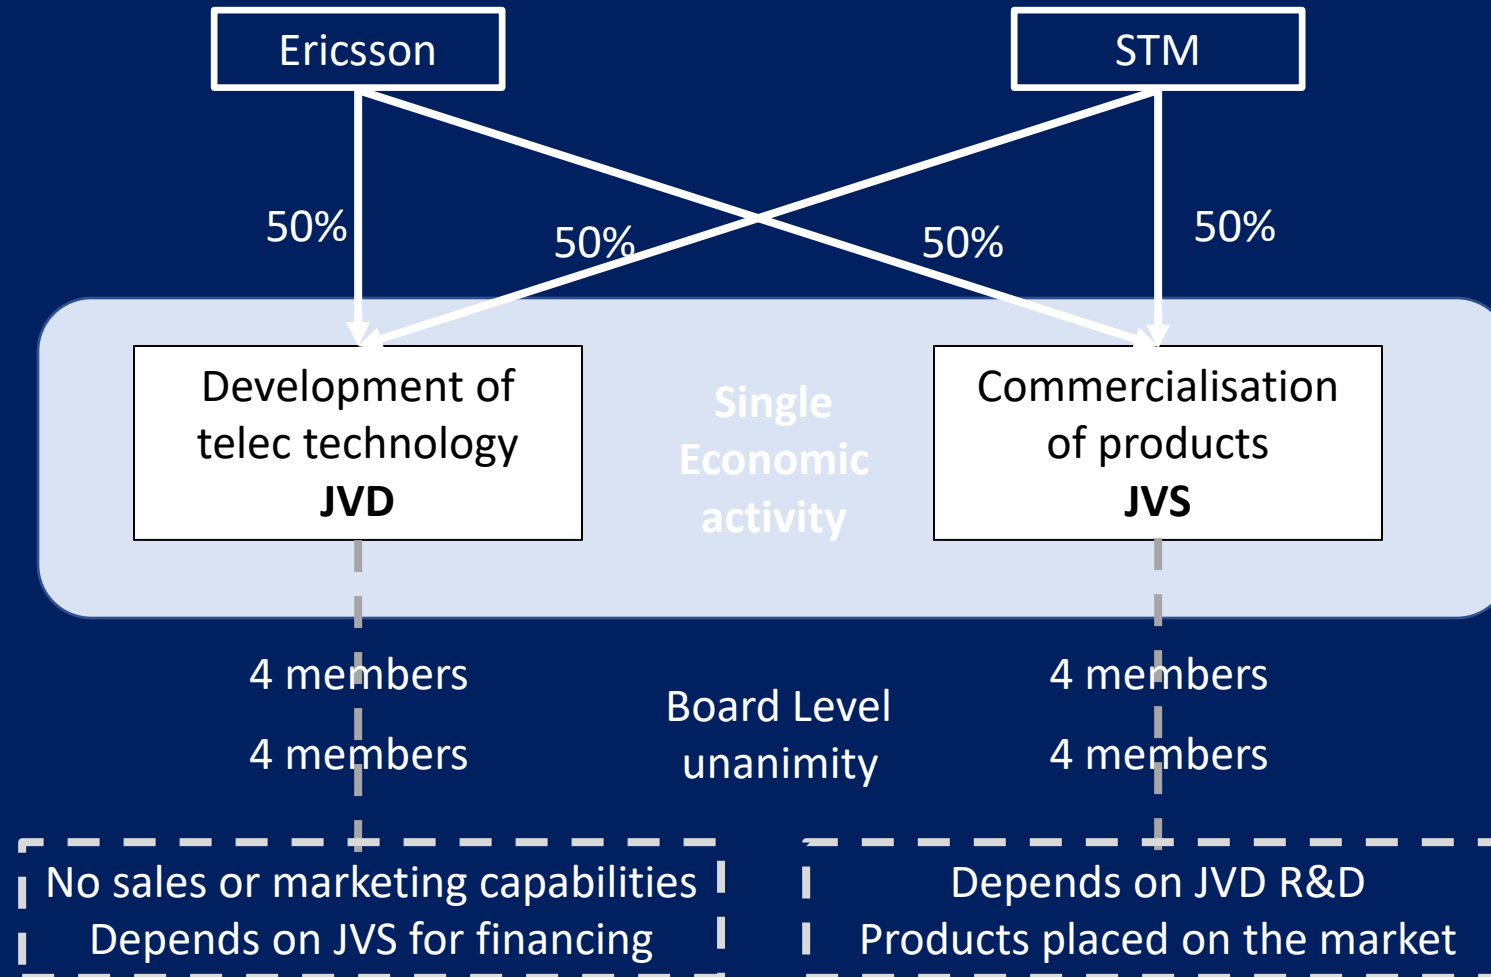 Ericsson
STM
50%
50%
50%
50%
Development of
telec technology
JVD
Single
Economic
activity
Commercialisation
of products
JVS
4 members
4 members
Board Level
unanimity
4 members
4 members
No sales or marketing capabilities
Depends on JVS for financing
Depends on JVD R&D
Products placed on the market